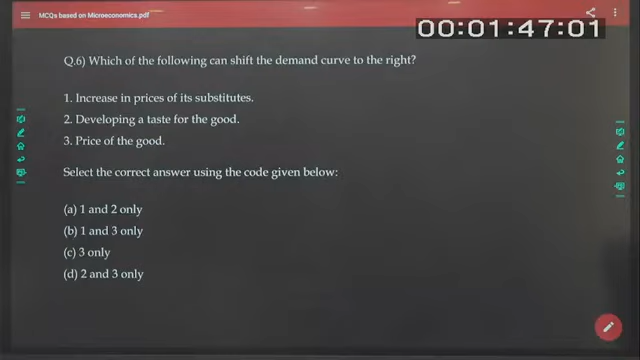 MCQs based on Microeconomics.pdf
00:01:47:01
Q.6) Which of the following can shift the demand curve to the right?
1. Increase in prices of its substitutes.
2. Developing a taste for the good.
3. Price of the good.
Select the correct answer using the code given below:
(a) 1 and 2 only
(b) 1 and 3 only
(c) 3 only
(d) 2 and 3 only